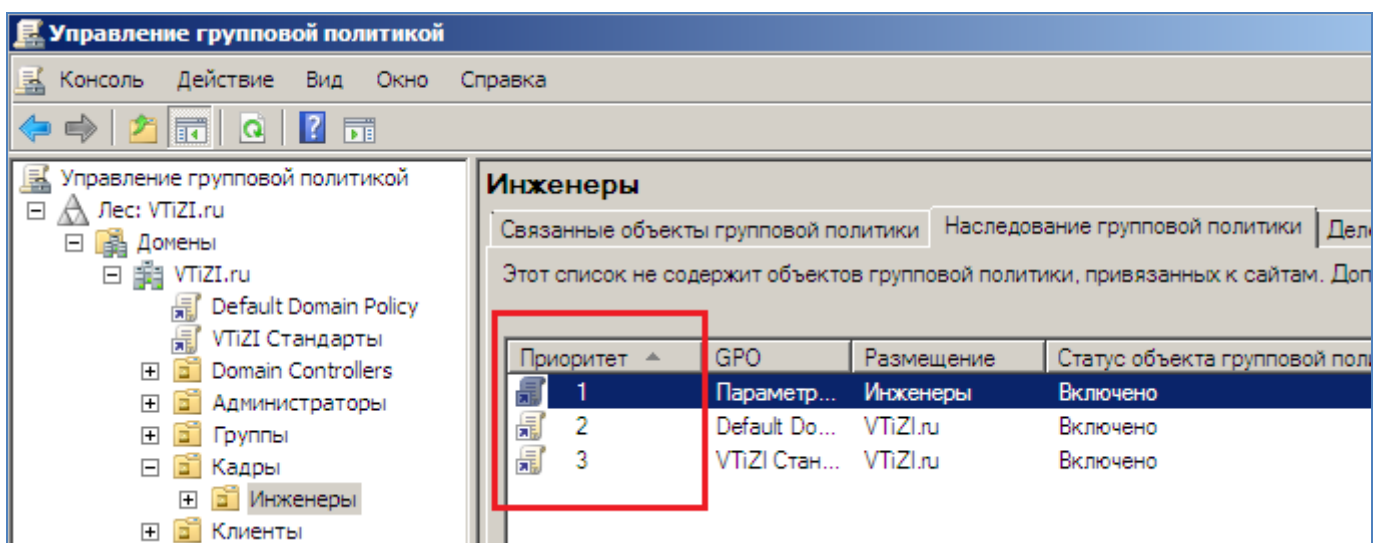 Управление групповой политикой
Консоль Действие Вид Окно Справка
Управление групповой политикой
Лес: VTiZI.ru
Домены
VTiZI.ru
Default Domain Policy
VTiZI Стандарты
Domain Controllers
Администраторы
Группы
Кадры
Инженеры
Клиенты
Инженеры
Связанные объекты групповой политики Наследование групповой политики Деле
Этот список не содержит объектов групповой политики, привязанных к сайтам. Доп
Приоритет GPO Размещение Статус объекта групповой поли
1 Параметр... Инженеры Включено
2 Default Do... VTiZI.ru Включено
3 VTiZI Стан... VTiZI.ru Включено